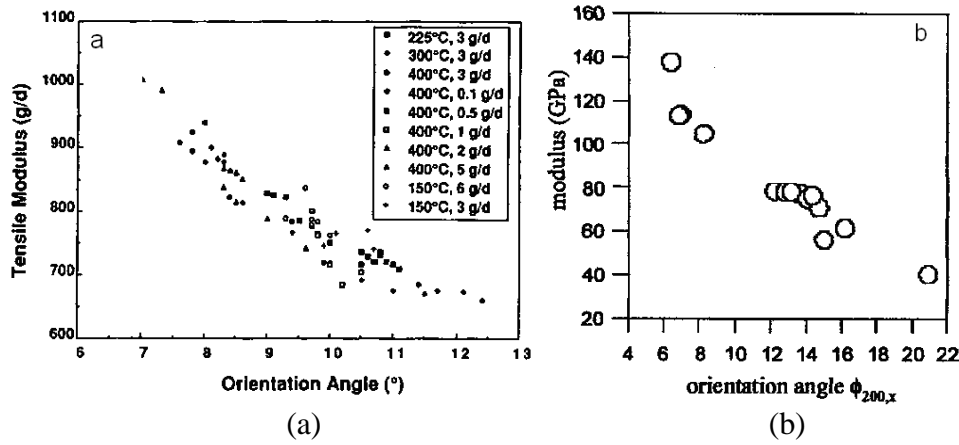 a
Tensile Modulus (g/d)
1100
1000
900
800
700
600
6 7 8 9 10 11 12 13
Orientation Angle (°)
225°C, 3 g/d
300°C, 3 g/d
400°C, 3 g/d
400°C, 0.1 g/d
400°C, 0.5 g/d
400°C, 1 g/d
400°C, 2 g/d
400°C, 5 g/d
150°C, 6 g/d
150°C, 3 g/d
(a)
b
modulus (GPa)
160
140
120
100
80
60
40
20
4 6 8 10 12 14 16 18 20 22
orientation angle ϕ200,x
(b)